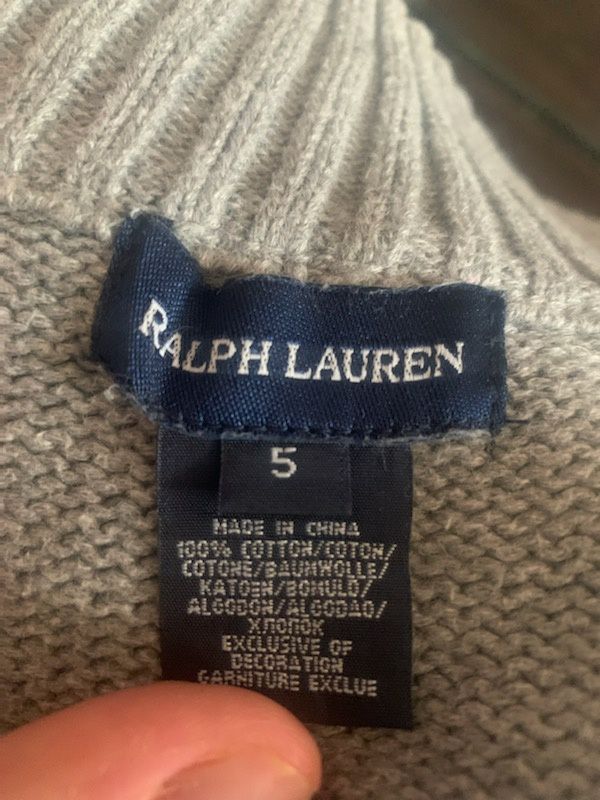 RALPH LAUREN
5
MADE IN CHINA
100% COTTON/COTON/
COTONE/BAUMWOLLE/
KATOEN/BOMULD/
ALGODON/ALGODAO/
ХЛОПОК
EXCLUSIVE OF
DECORATION
GARNITURE EXCLUE